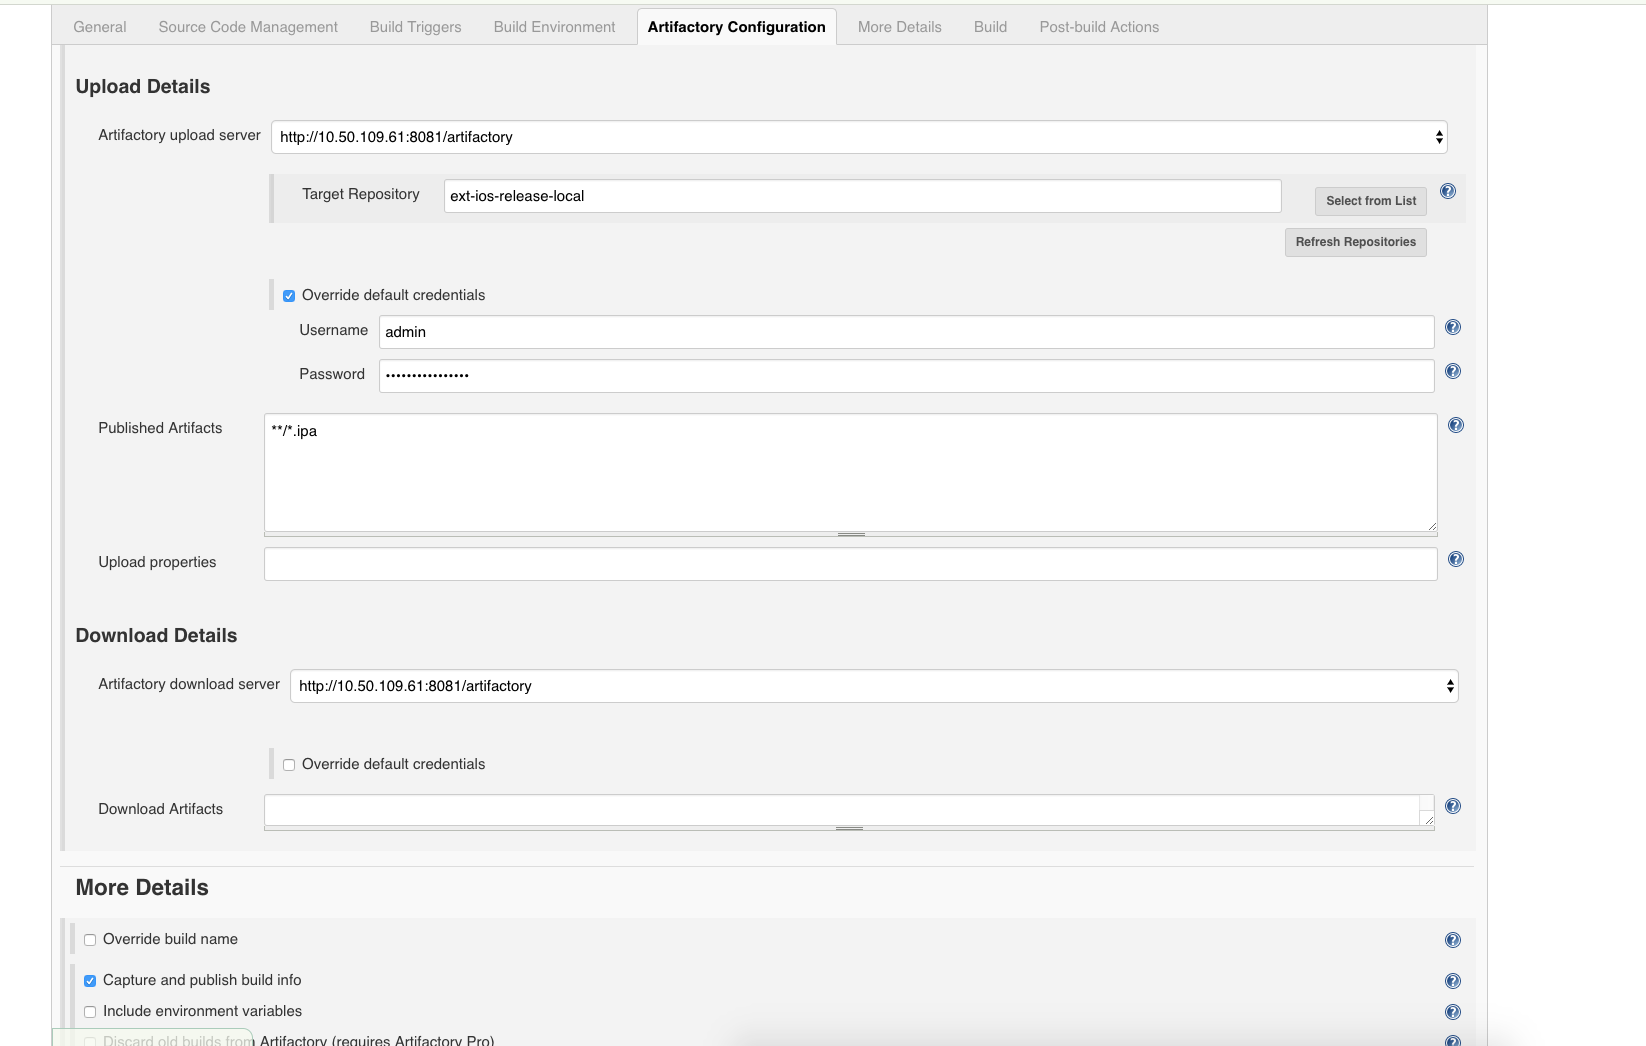 General Source Code Management Build Triggers Build Environment Artifactory Configuration More Details Build Post-build Actions
Upload Details
Artifactory upload server http://10.50.109.61:8081/artifactory
Target Repository ext-ios-release-local Select from List
Refresh Repositories
Override default credentials
Username admin
Password ••••••••••••••••
Published Artifacts **/*.ipa
Upload properties
Download Details
Artifactory download server http://10.50.109.61:8081/artifactory
Override default credentials
Download Artifacts
More Details
Override build name
Capture and publish build info
Include environment variables
Discard old builds from Artifactory (requires Artifactory Pro)